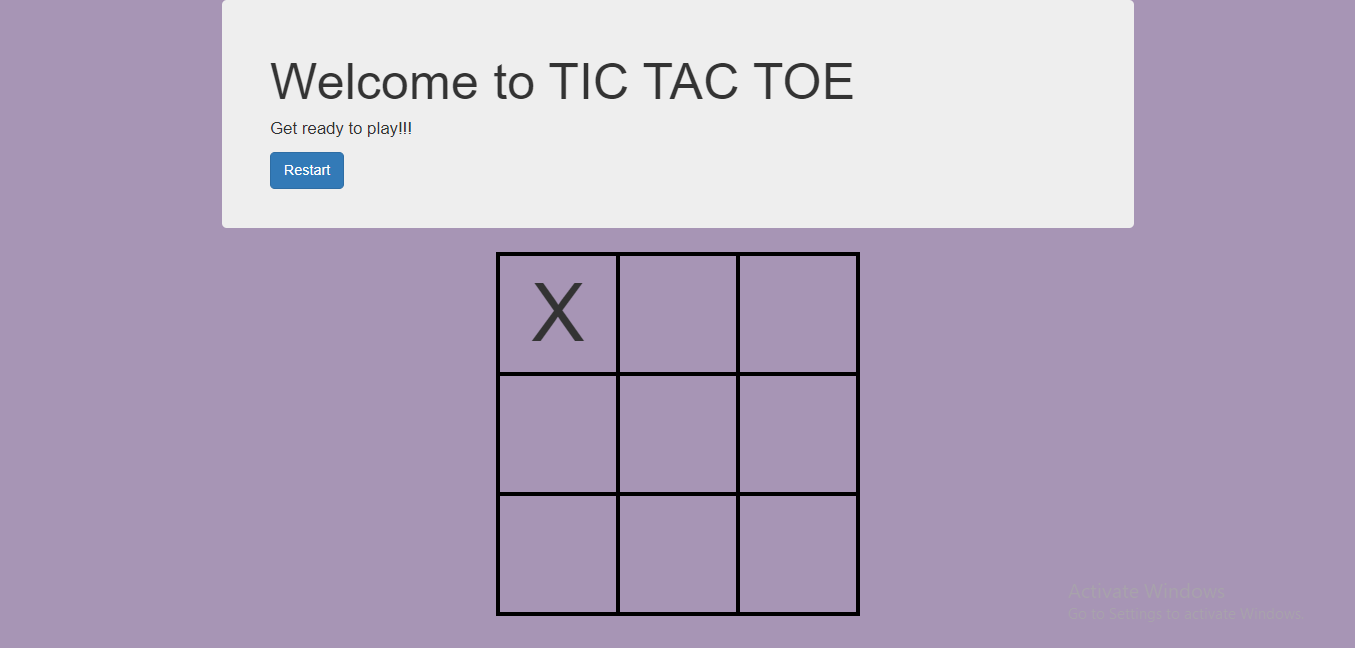 Welcome to TIC TAC TOE
Get ready to play!!!
Restart
X
Activate Windows
Go to Settings to activate Windows.